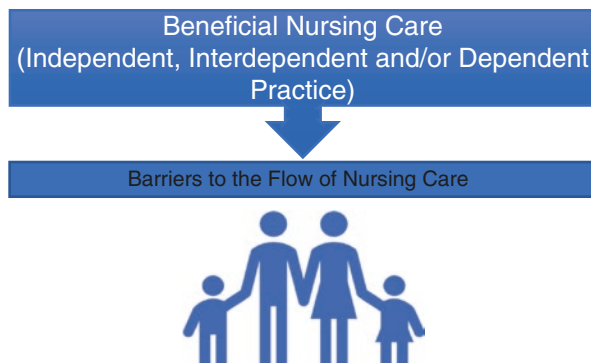 Beneficial Nursing Care
(Independent, Interdependent and/or Dependent
Practice)
Barriers to the Flow of Nursing Care